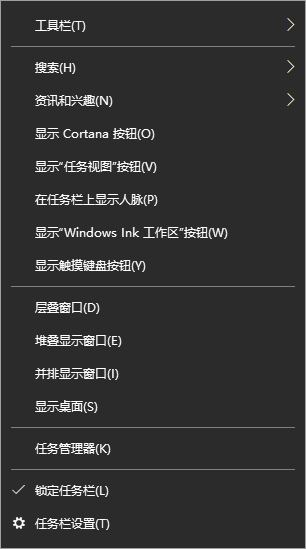 工具栏(T)
搜索(H)
资讯和兴趣(N)
显示 Cortana 按钮(O)
显示"任务视图"按钮(V)
在任务栏上显示人脉(P)
显示"Windows Ink 工作区"按钮(W)
显示触摸键盘按钮(Y)
层叠窗口(D)
堆叠显示窗口(E)
并排显示窗口(I)
显示桌面(S)
任务管理器(K)
锁定任务栏(L)
任务栏设置(T)